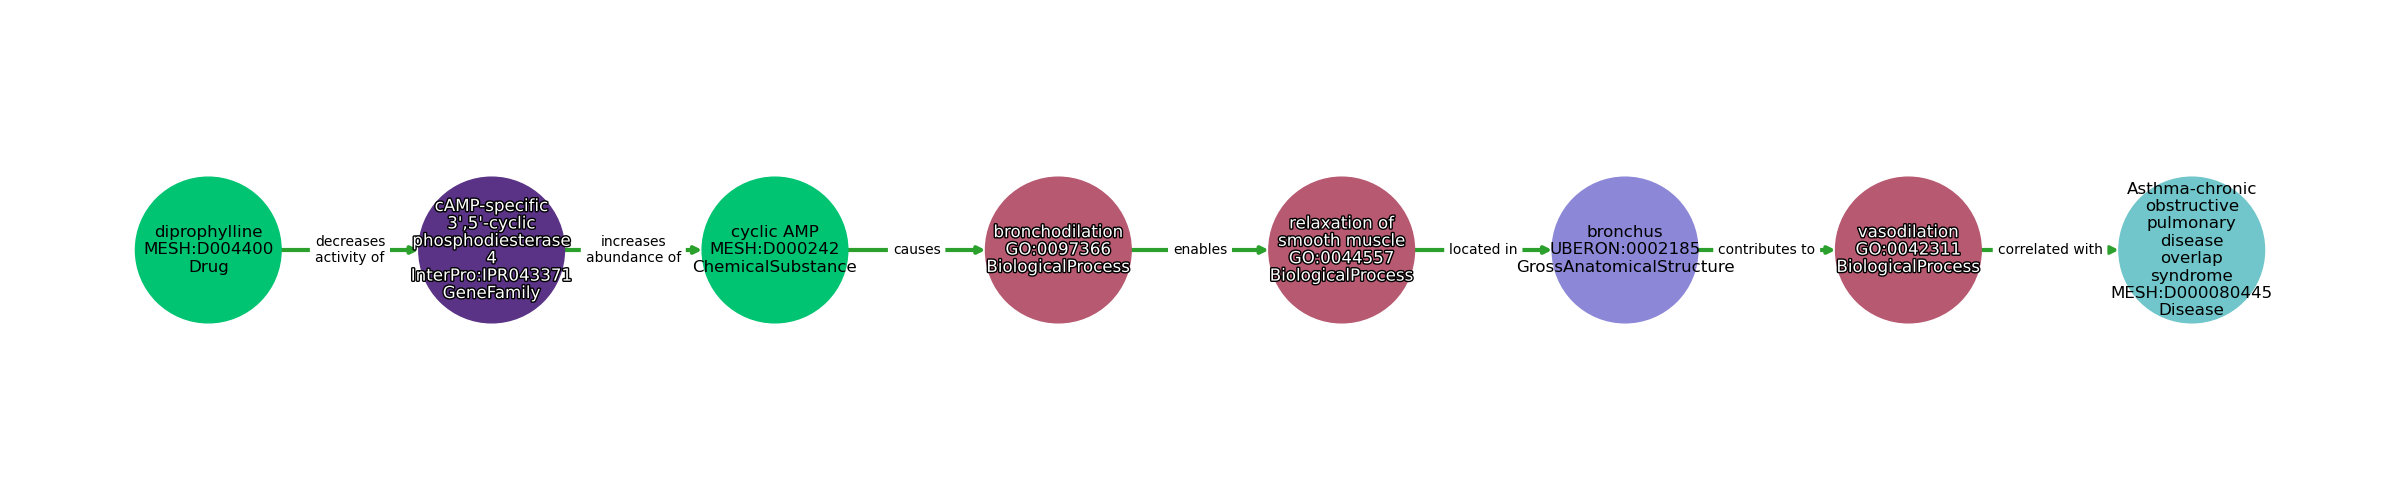 diprophylline
MESH:D004400
Drug
decreases
activity of
cAMP-specific
3',5'-cyclic
phosphodiesterase
4
InterPro:IPR043371
GeneFamily
increases
abundance of
cyclic AMP
MESH:D000242
ChemicalSubstance
causes
bronchodilation
GO:0097366
BiologicalProcess
enables
relaxation of
smooth muscle
GO:0044557
BiologicalProcess
located in
bronchus
UBERON:0002185
GrossAnatomicalStructure
contributes to
vasodilation
GO:0042311
BiologicalProcess
correlated with
Asthma-chronic
obstructive
pulmonary
disease
overlap
syndrome
MESH:D000080445
Disease